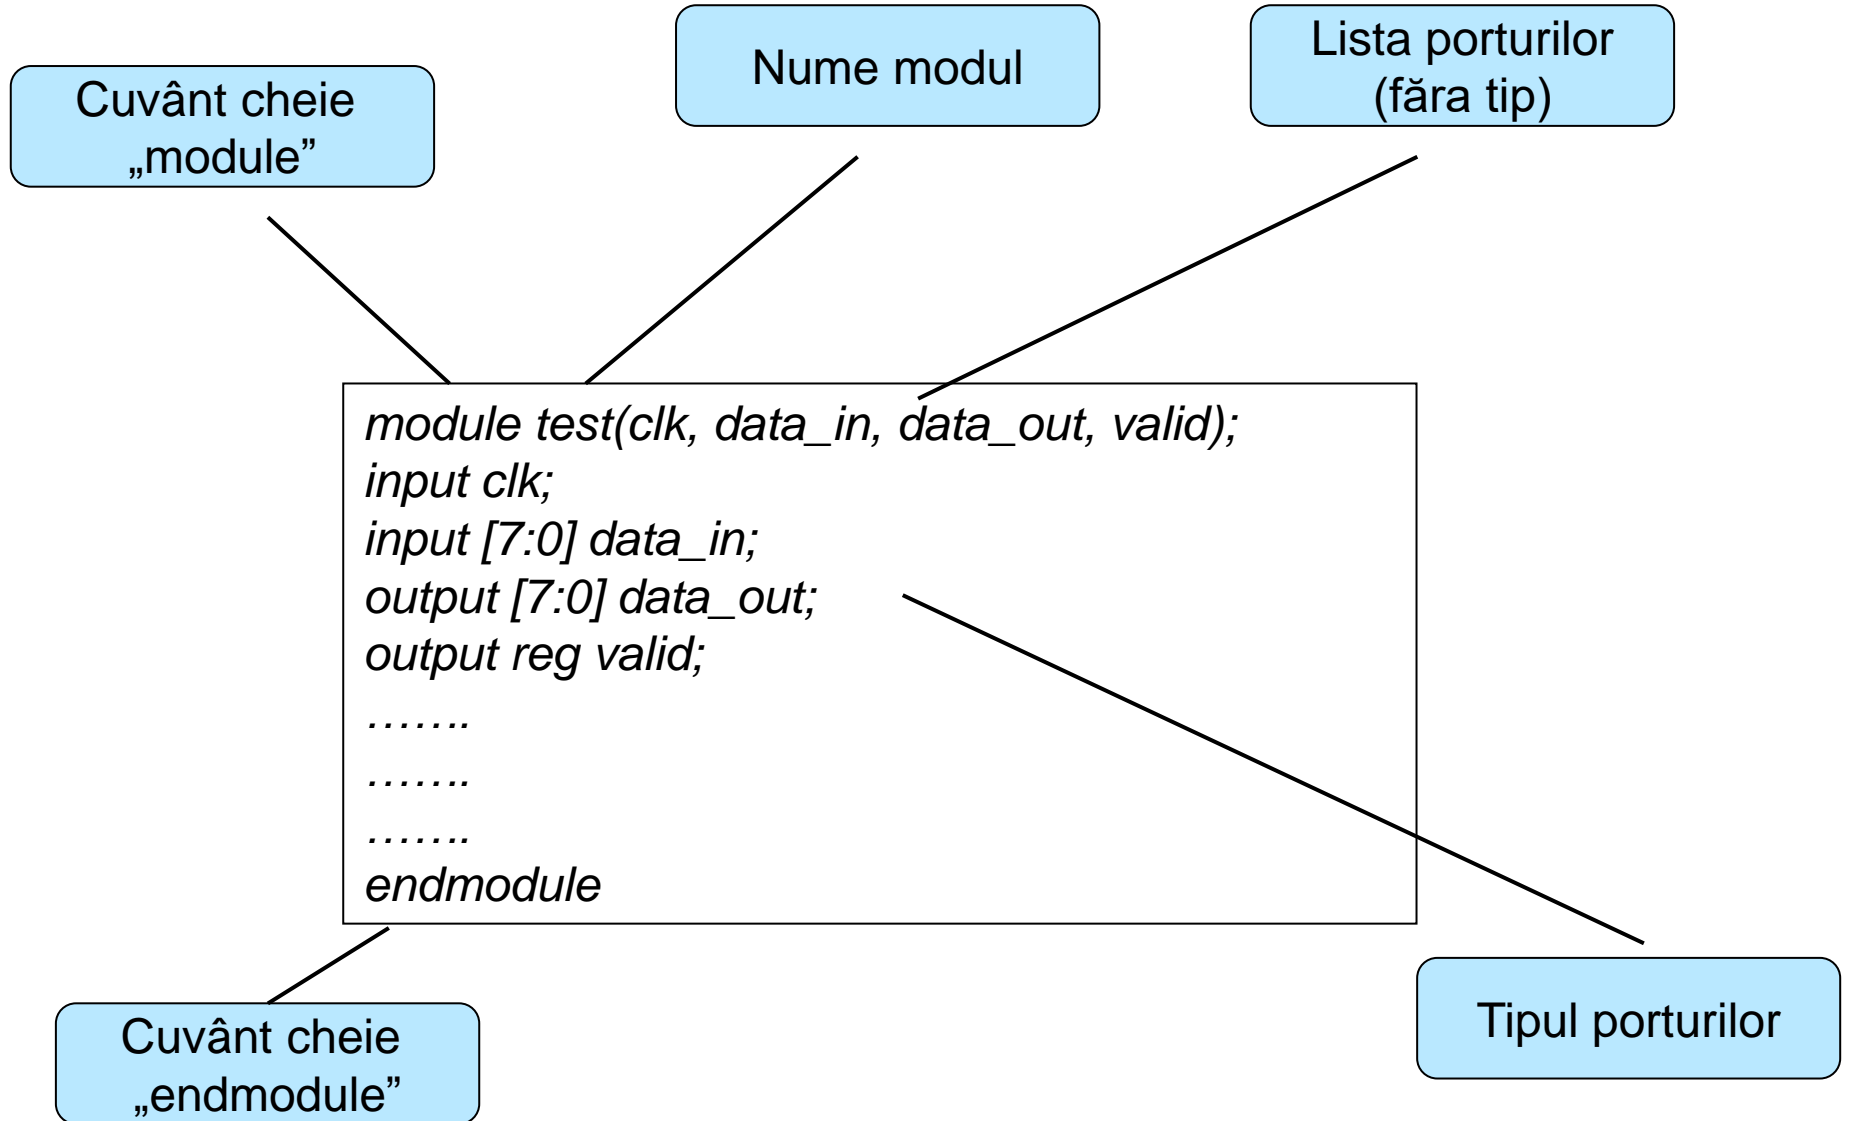 Cuvânt cheie
„module”
Nume modul
Lista porturilor
(făra tip)
module test(clk, data_in, data_out, valid);
input clk;
input [7:0] data_in;
output [7:0] data_out;
output reg valid;
…….
…….
…….
endmodule
Cuvânt cheie
„endmodule”
Tipul porturilor